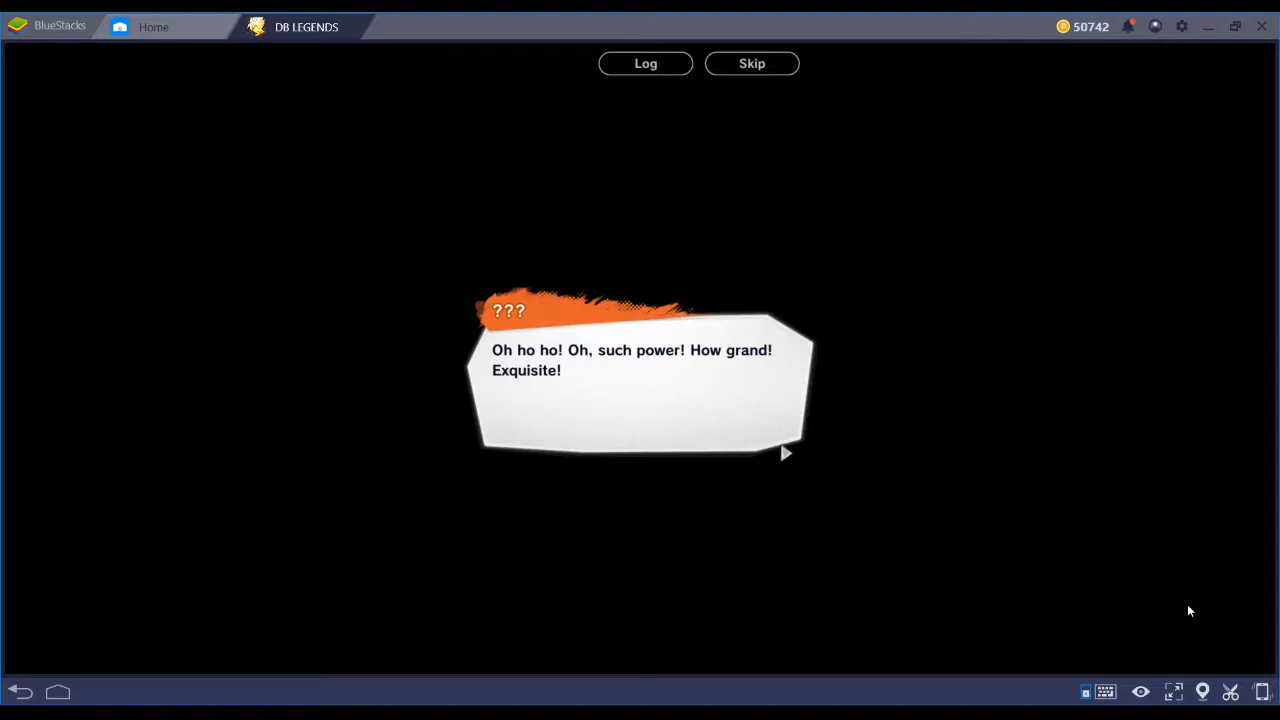 BlueStacks
Home
DB LEGENDS
50742
Log
Skip
???
Oh ho ho! Oh, such power! How grand!
Exquisite!